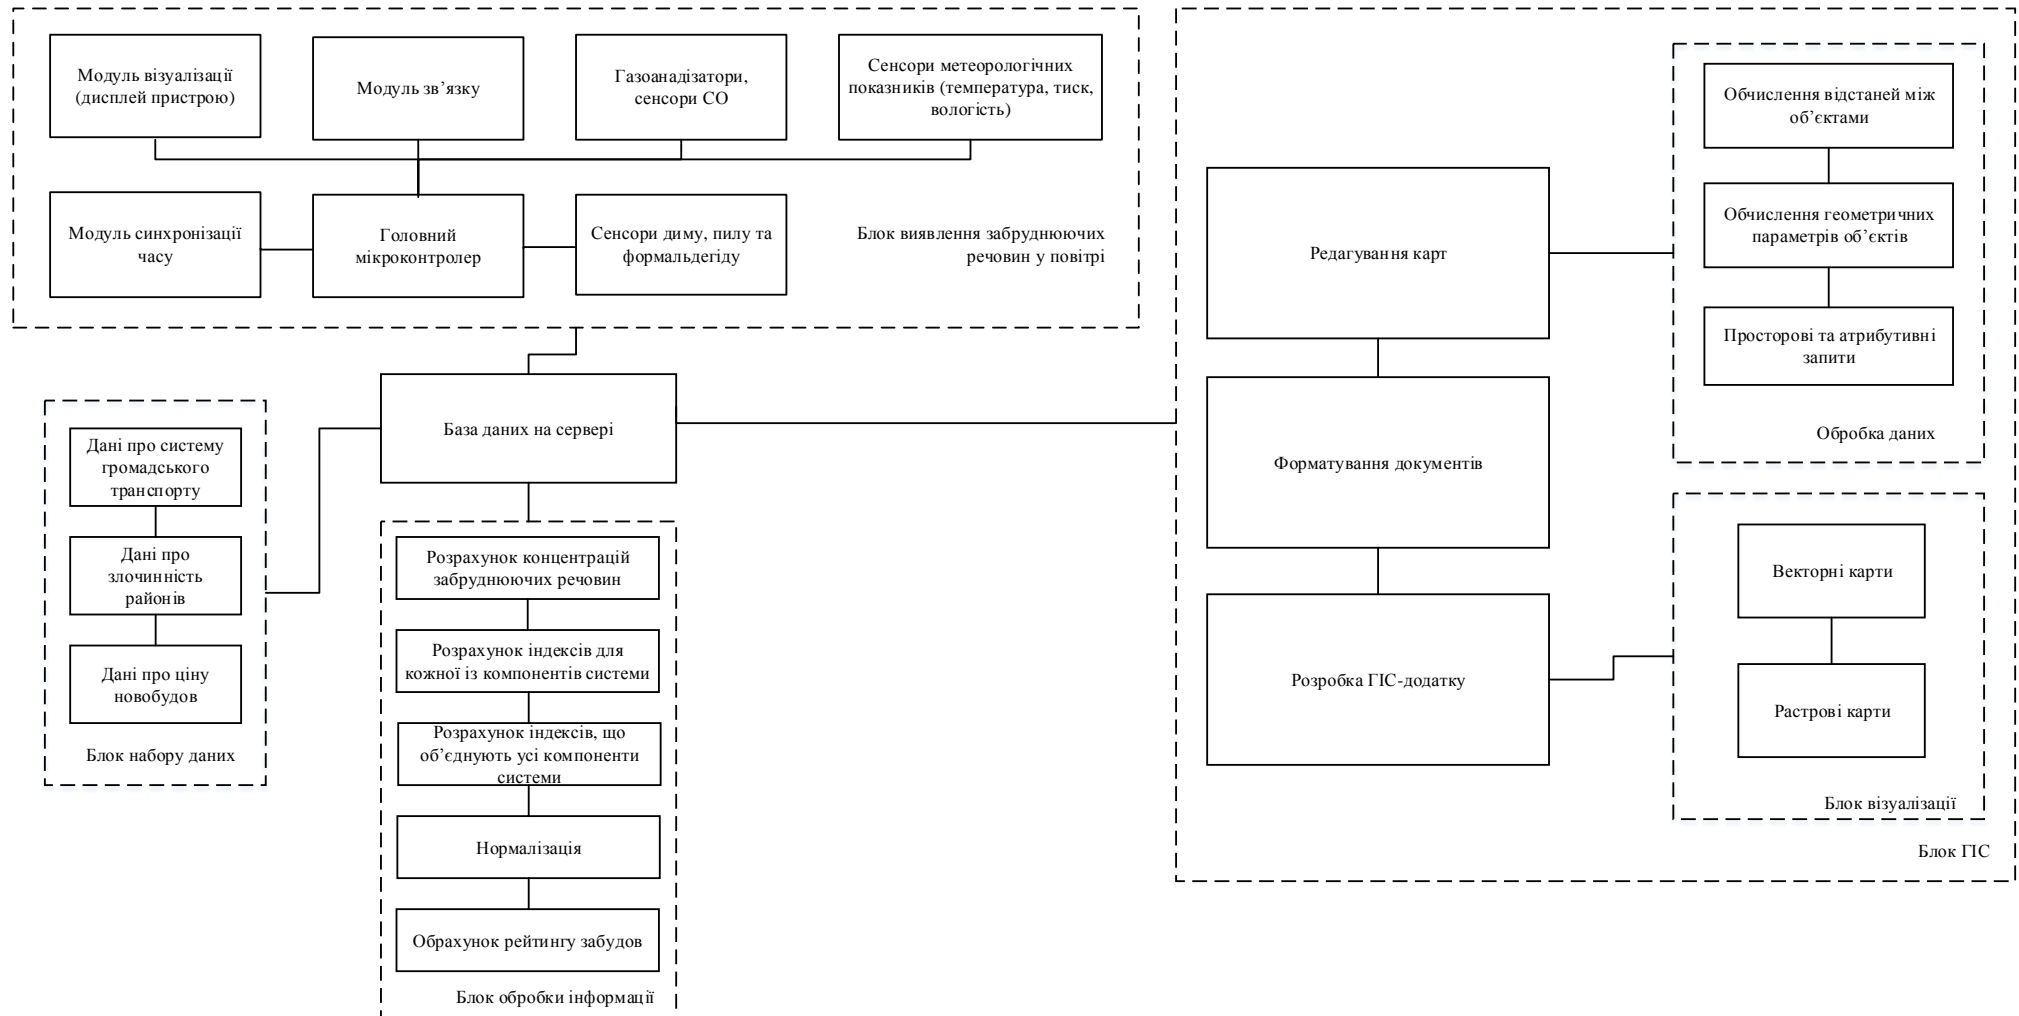 Модуль візуалізації
(дисплей пристрою)
Модуль зв’язку
Газоанадізатори,
сенсори СО
Сенсори метеорологічних
показників (температура, тиск,
вологість)
Модуль синхронізації
часу
Головний
мікроконтролер
Сенсори диму, пилу та
формальдегіду
Блок виявлення забруднюючих
речовин у повітрі
База даних на сервері
Дані про систему
громадського
транспорту
Дані про
злочинність
районів
Дані про ціну
новобудов
Блок набору даних
Розрахунок концентрацій
забруднюючих речовин
Розрахунок індексів для
кожної із компонентів системи
Розрахунок індексів, що
об’єднують усі компоненти
системи
Нормалізація
Обрахунок рейтингу забудов
Блок обробки інформації
Редагування карт
Форматування документів
Розробка ГІС-додатку
Обчислення відстаней між
об’єктами
Обчислення геометричних
параметрів об’єктів
Просторові та атрибутивні
запити
Обробка даних
Векторні карти
Растрові карти
Блок візуалізації
Блок ГІС